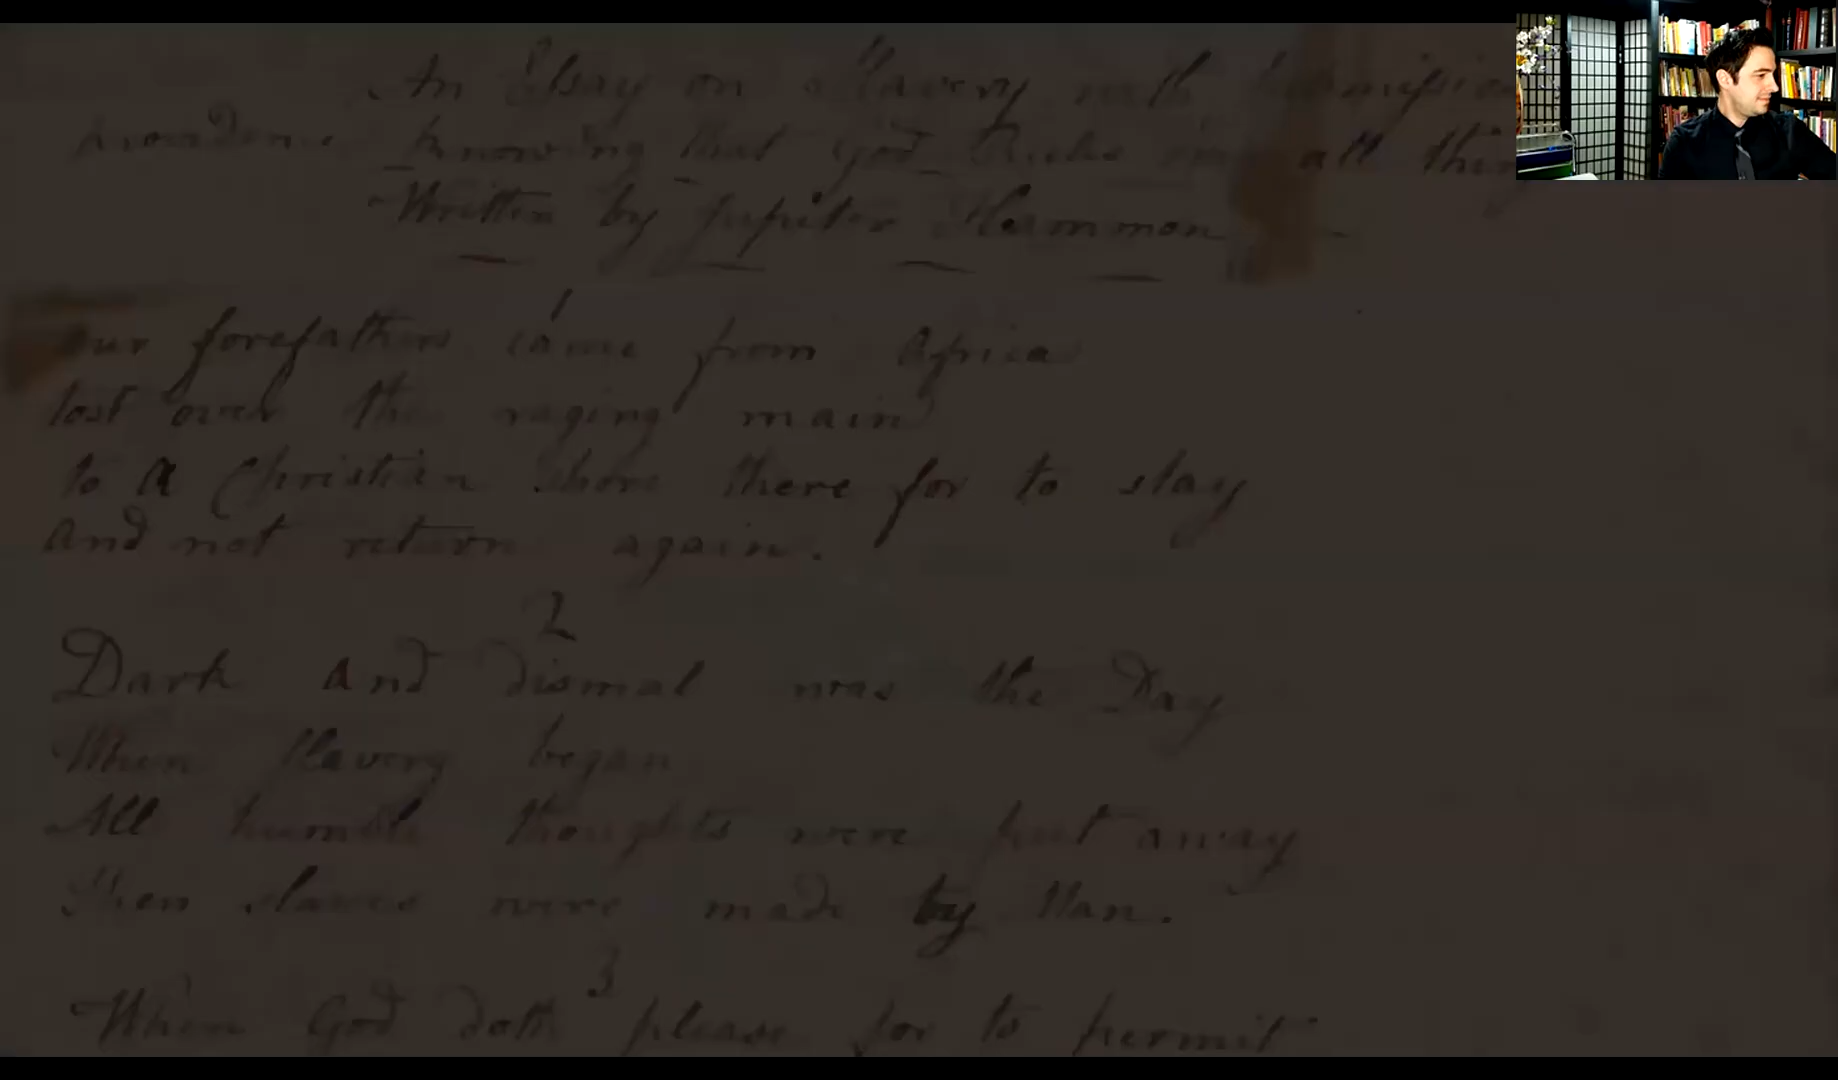 An Essay on Slavery with
providence knowing that God Rules over all thin
Written by Jupiter Hammon
1
Our forefathers came from Africa
tost over the raging main
to a Christian shore there for to stay
and not return again.
2
Dark and dismal was the Day
When slavery began
All humble thoughts were put away
Then slaves were made by Man.
3
When God doth please for to permit